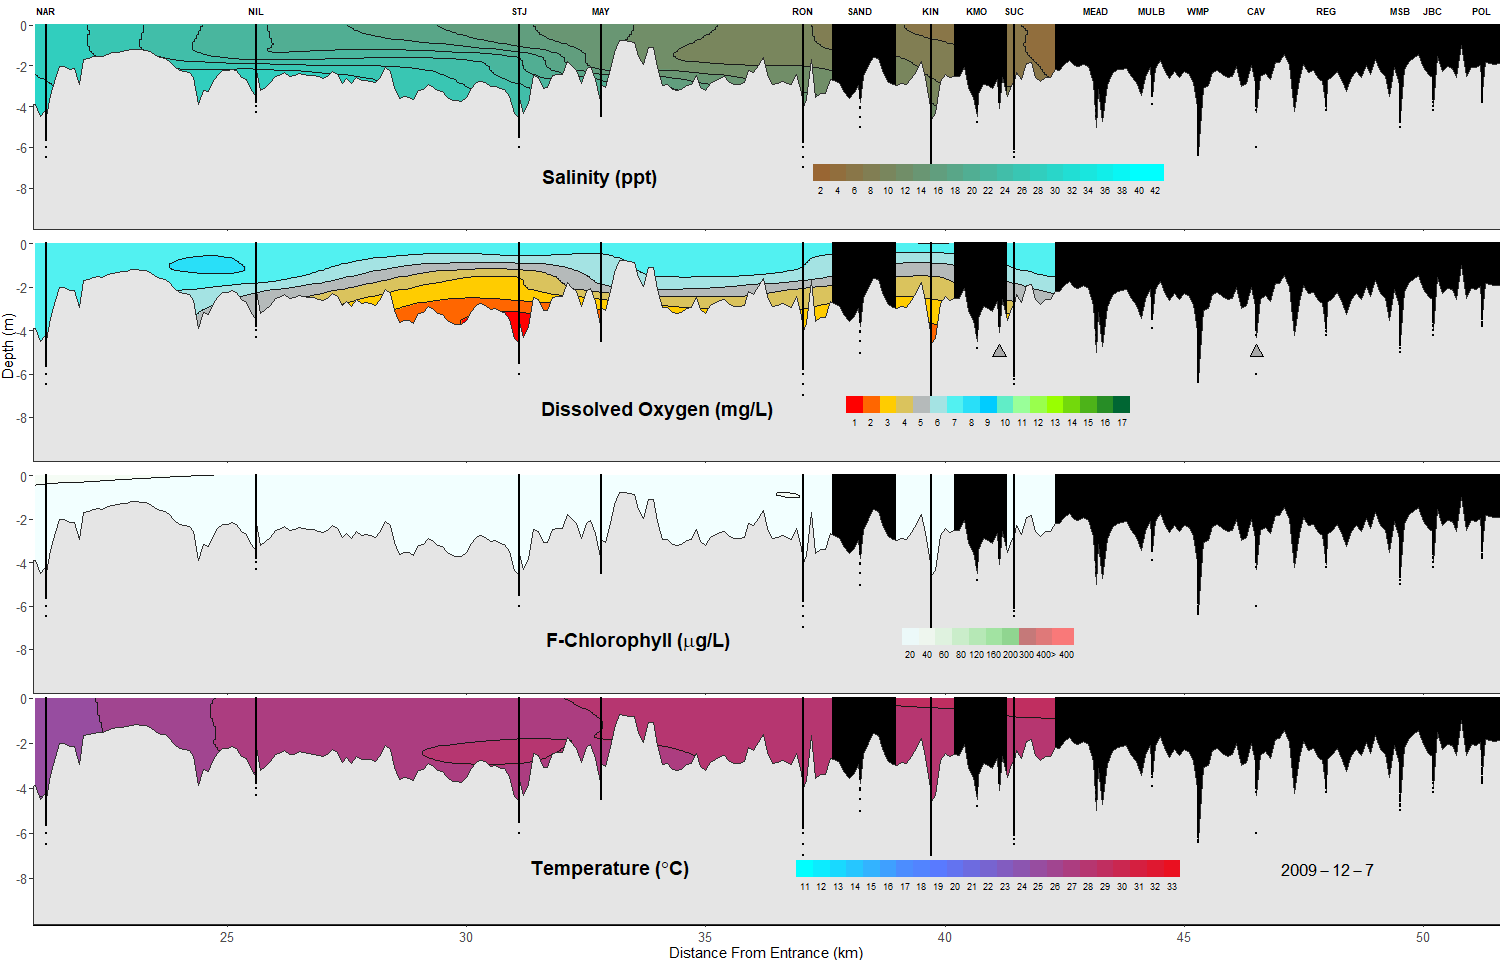 NAR NIL STJ MAY RON SAND KIN KMO SUC MEAD MULB WMP CAV REG MSB JBC POL
0
-2
-4
-6
-8
Salinity (ppt)
2 4 6 8 10 12 14 16 18 20 22 24 26 28 30 32 34 36 38 40 42
0
-2
-4
-6
-8
Depth (m)
Dissolved Oxygen (mg/L)
1 2 3 4 5 6 7 8 9 10 11 12 13 14 15 16 17
0
-2
-4
-6
-8
F-Chlorophyll (μg/L)
20 40 60 80 120 160 200 300 400> 400
0
-2
-4
-6
-8
Temperature (°C)
11 12 13 14 15 16 17 18 19 20 21 22 23 24 25 26 27 28 29 30 31 32 33
2009 – 12 – 7
25 30 35 40 45 50
Distance From Entrance (km)